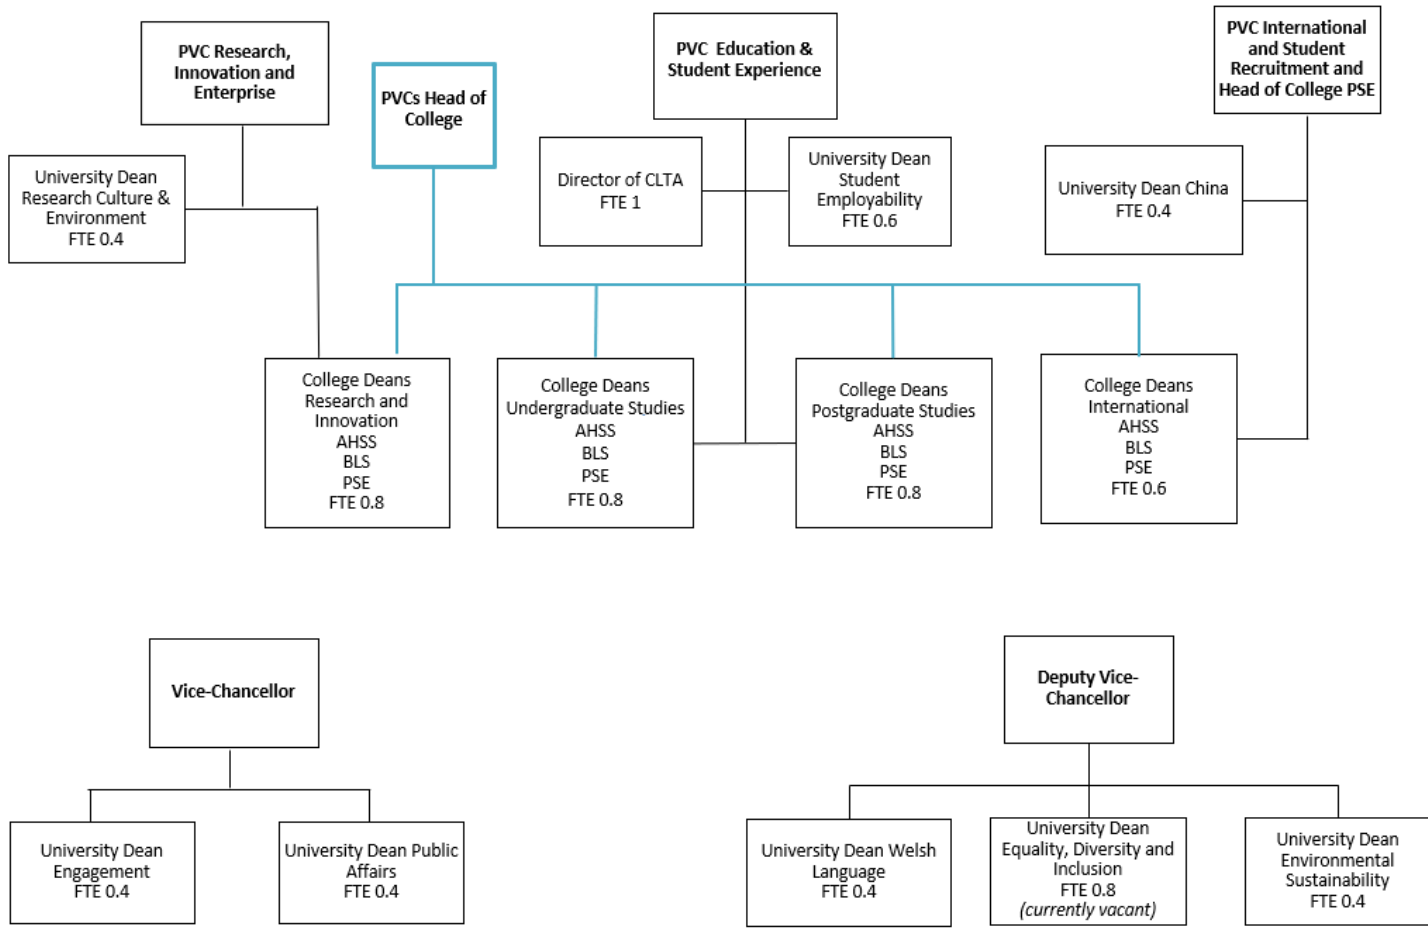 PVC Research,
Innovation and
Enterprise
PVCs Head of
College
PVC Education &
Student Experience
PVC International
and Student
Recruitment and
Head of College PSE
University Dean
Research Culture &
Environment
FTE 0.4
Director of CLTA
FTE 1
University Dean
Student
Employability
FTE 0.6
University Dean China
FTE 0.4
College Deans
Research and
Innovation
AHSS
BLS
PSE
FTE 0.8
College Deans
Undergraduate Studies
AHSS
BLS
PSE
FTE 0.8
College Deans
Postgraduate Studies
AHSS
BLS
PSE
FTE 0.8
College Deans
International
AHSS
BLS
PSE
FTE 0.6
Vice-Chancellor
Deputy Vice-
Chancellor
University Dean
Engagement
FTE 0.4
University Dean Public
Affairs
FTE 0.4
University Dean Welsh
Language
FTE 0.4
University Dean
Equality, Diversity and
Inclusion
FTE 0.8
(currently vacant)
University Dean
Environmental
Sustainability
FTE 0.4